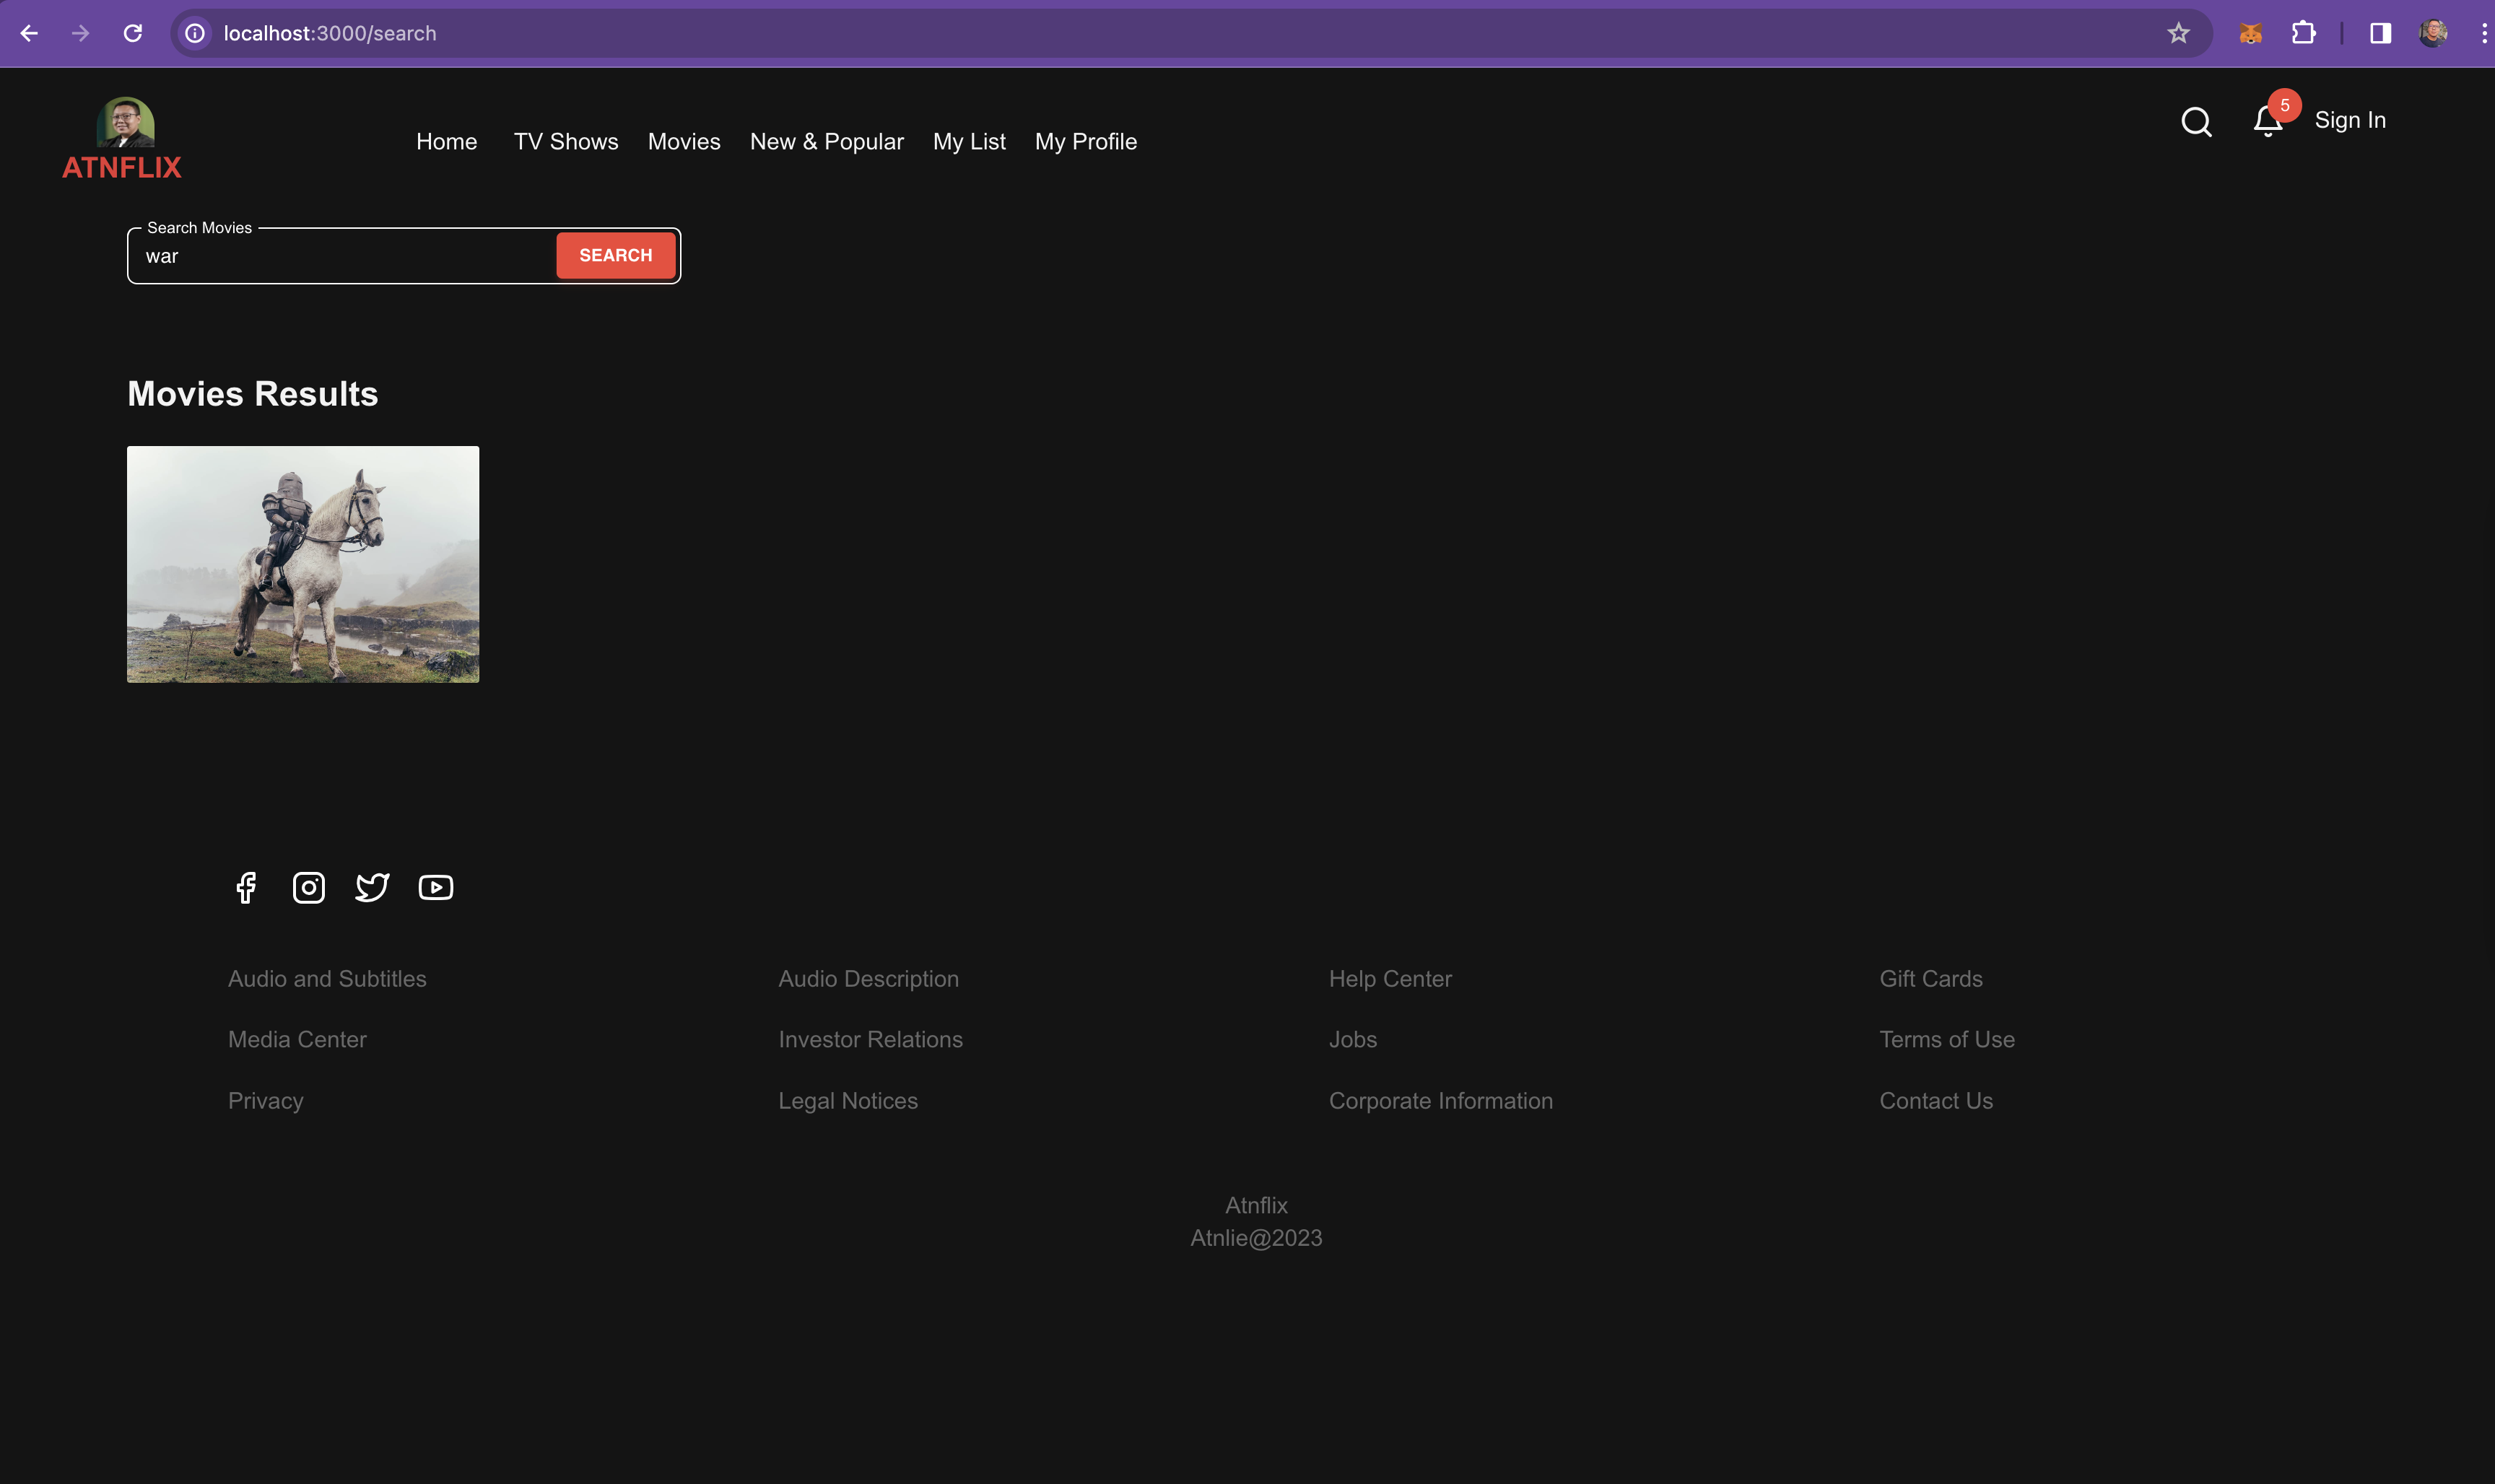 localhost:3000/search
ATNFLIX
Home TV Shows Movies New & Popular My List My Profile
5
Sign In
Search Movies
war
SEARCH
Movies Results
Audio and Subtitles Audio Description Help Center Gift Cards
Media Center Investor Relations Jobs Terms of Use
Privacy Legal Notices Corporate Information Contact Us
Atnflix
Atnlie@2023